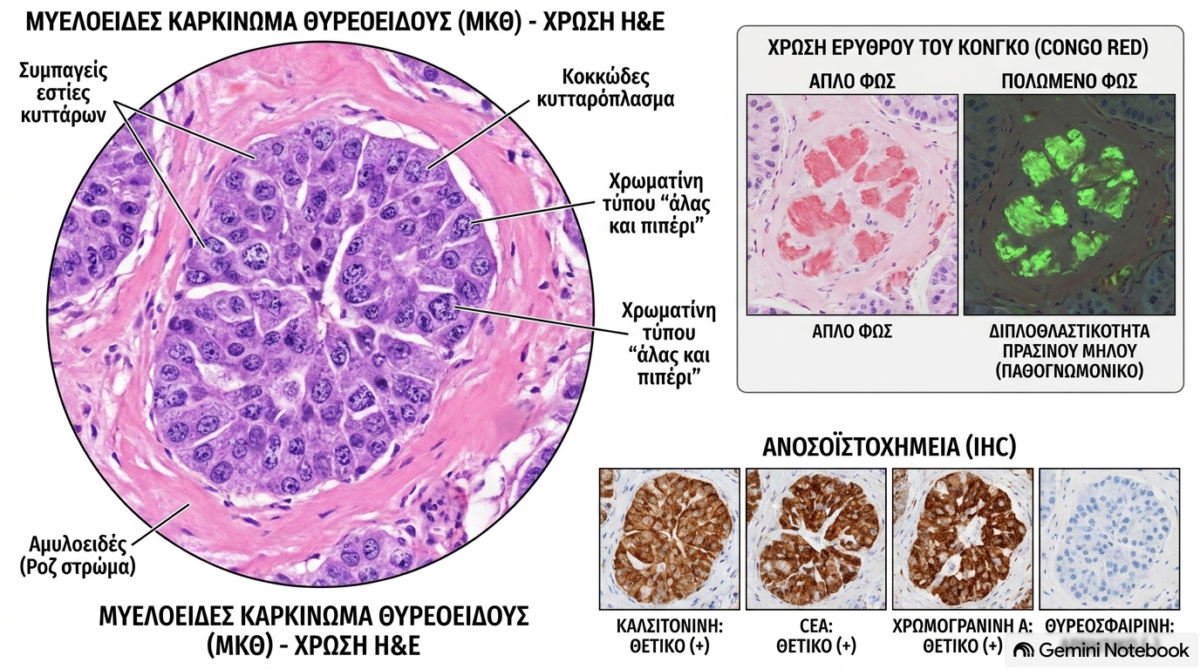 ΜΥΕΛΟΕΙΔΕΣ ΚΑΡΚΙΝΩΜΑ ΘΥΡΕΟΕΙΔΟΥΣ (ΜΚΘ) - ΧΡΩΣΗ H&E
Συμπαγείς
εστίες
κυττάρων
Κοκκώδες
κυτταρόπλασμα
Χρωματίνη
τύπου “άλας
και πιπέρι”
Χρωματίνη
τύπου
“άλας και
πιπέρι”
Αμυλοειδές
(Ροζ στρώμα)
ΜΥΕΛΟΕΙΔΕΣ ΚΑΡΚΙΝΩΜΑ ΘΥΡΕΟΕΙΔΟΥΣ
(ΜΚΘ) - ΧΡΩΣΗ H&E
ΧΡΩΣΗ ΕΡΥΘΡΟΥ ΤΟΥ ΚΟΝΓΚΟ (CONGO RED)
ΑΠΛΟ ΦΩΣ
ΠΟΛΩΜΕΝΟ ΦΩΣ
ΑΠΛΟ ΦΩΣ
ΔΙΠΛΟΘΛΑΣΤΙΚΟΤΗΤΑ
ΠΡΑΣΙΝΟΥ ΜΗΛΟΥ
(ΠΑΘΟΓΝΩΜΟΝΙΚΟ)
ΑΝΟΣΟΪΣΤΟΧΗΜΕΙΑ (IHC)
ΚΑΛΣΙΤΟΝΙΝΗ:
ΘΕΤΙΚΟ (+)
CEA:
ΘΕΤΙΚΟ (+)
ΧΡΩΜΟΓΡΑΝΙΝΗ Α:
ΘΕΤΙΚΟ (+)
ΘΥΡΕΟΣΦΑΙΡΙΝΗ:
Gemini Notebook